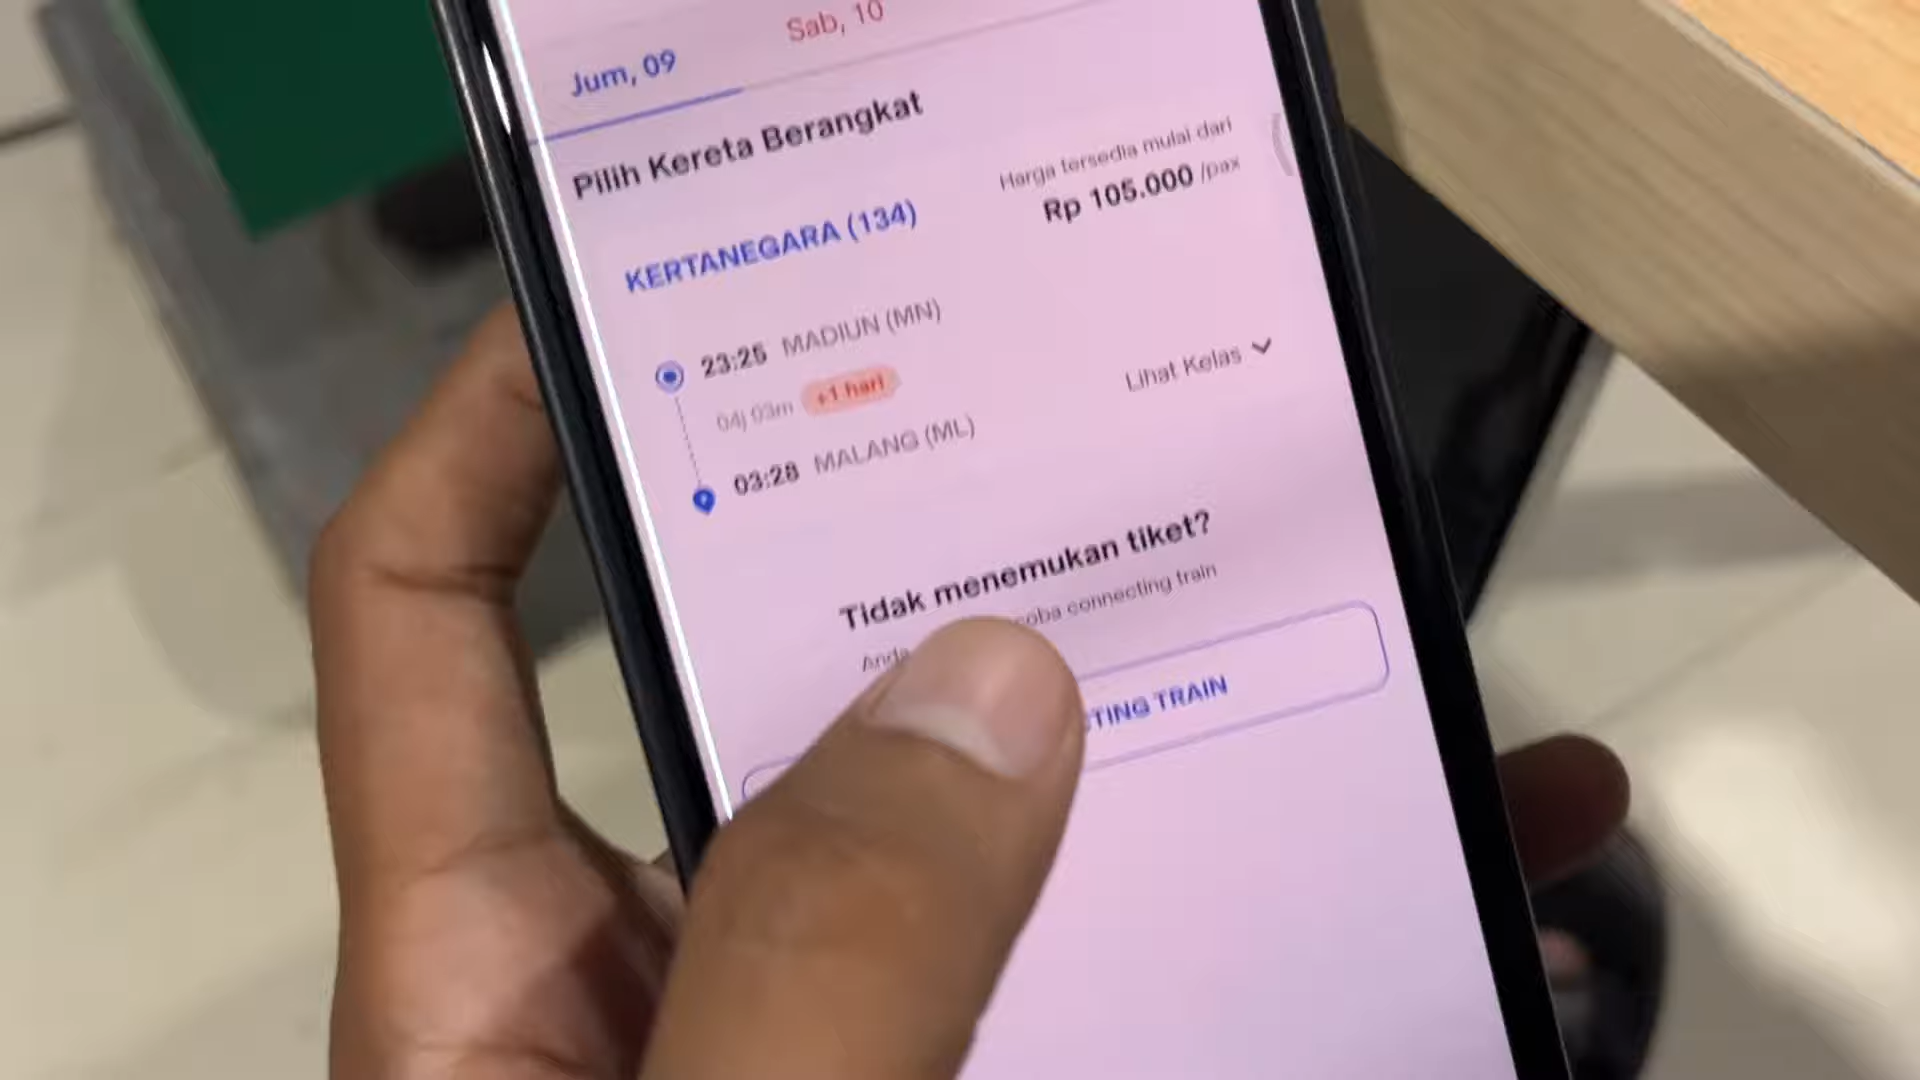 Sab, 10
Jum, 09
Pilih Kereta Berangkat
Harga tersedia mulai dari
Rp 105.000 /pax
KERTANEGARA (134)
23:25 MADIUN (MN)
04j 03m +1 hari
Lihat Kelas
03:28 MALANG (ML)
Tidak menemukan tiket?
Anda coba connecting train
TING TRAIN